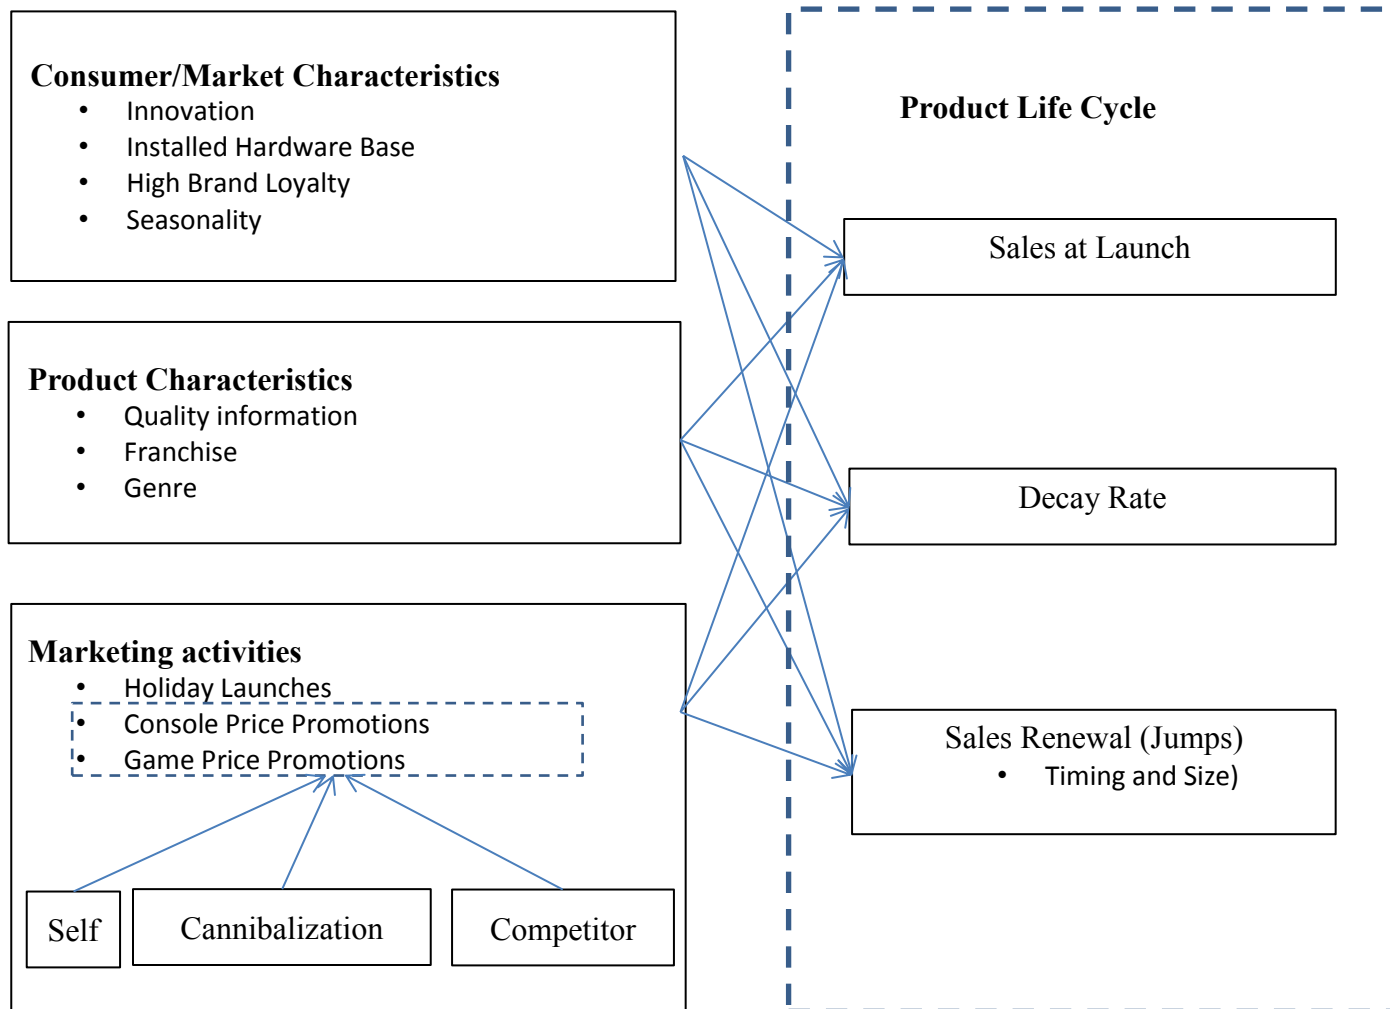 Consumer/Market Characteristics
• Innovation
• Installed Hardware Base
• High Brand Loyalty
• Seasonality
Product Characteristics
• Quality information
• Franchise
• Genre
Marketing activities
• Holiday Launches
• Console Price Promotions
• Game Price Promotions
Self
Cannibalization
Competitor
Product Life Cycle
Sales at Launch
Decay Rate
Sales Renewal (Jumps)
• Timing and Size)